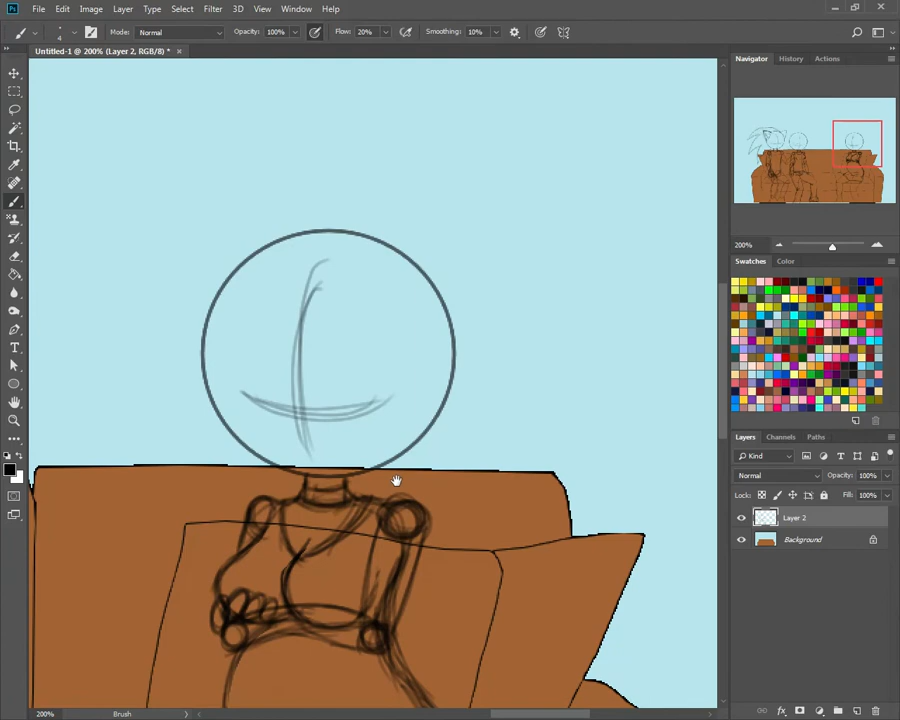 Ps File Edit Image Layer Type Select Filter 3D View Window Help
Mode: Normal Opacity: 100% Flow: 20% Smoothing: 10%
4
Untitled-1 @ 200% (Layer 2, RGB/8) * ×
Navigator History Actions
200%
Swatches Color
Layers Channels Paths
Kind
Normal Opacity: 100%
Lock: Fill: 100%
Layer 2
Background
200% Brush